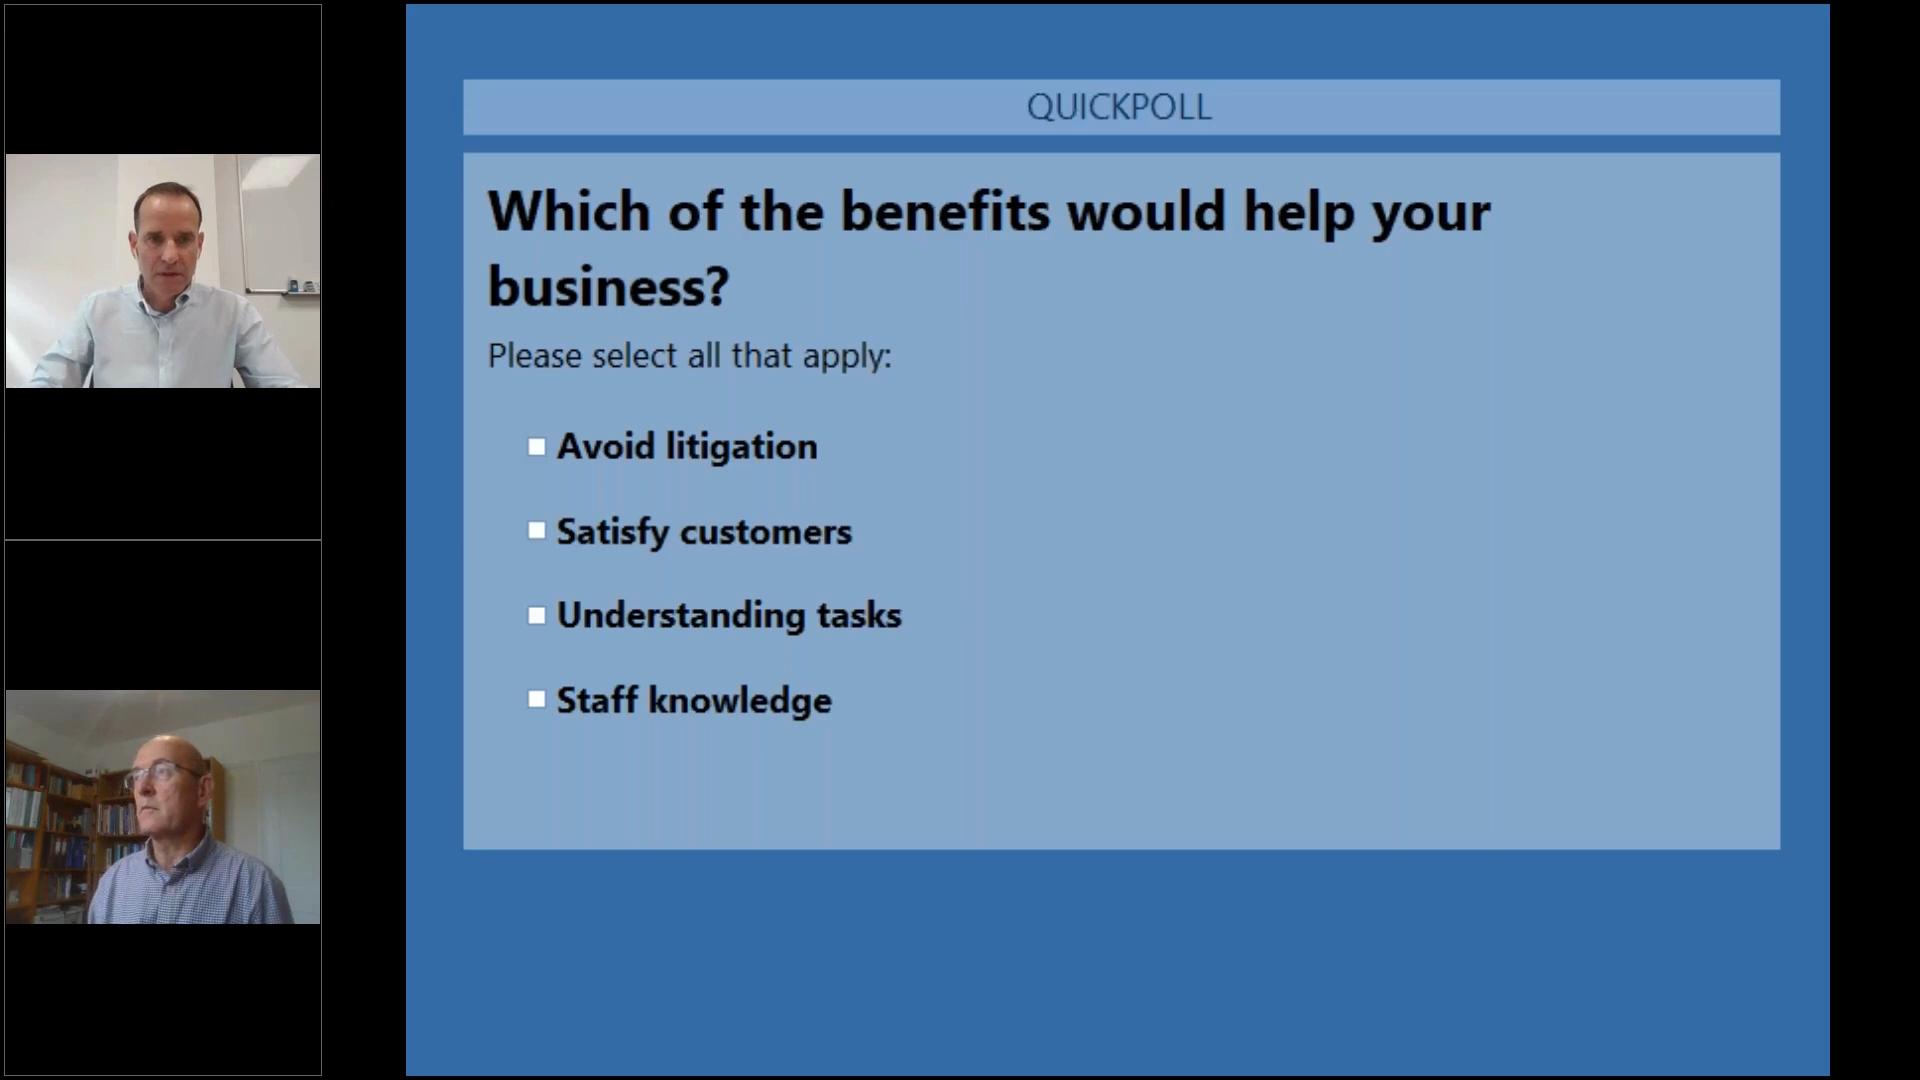 QUICKPOLL
Which of the benefits would help your
business?
Please select all that apply:
Avoid litigation
Satisfy customers
Understanding tasks
Staff knowledge